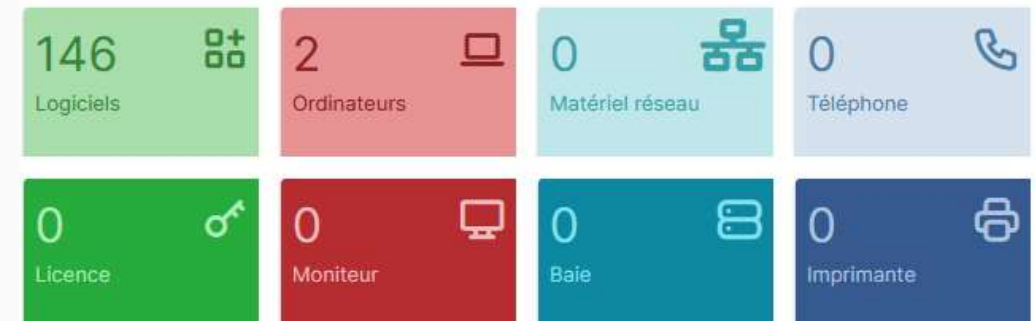 146
Logiciels
2
Ordinateurs
0
Matériel réseau
0
Téléphone
0
Licence
0
Moniteur
0
Baie
0
Imprimante